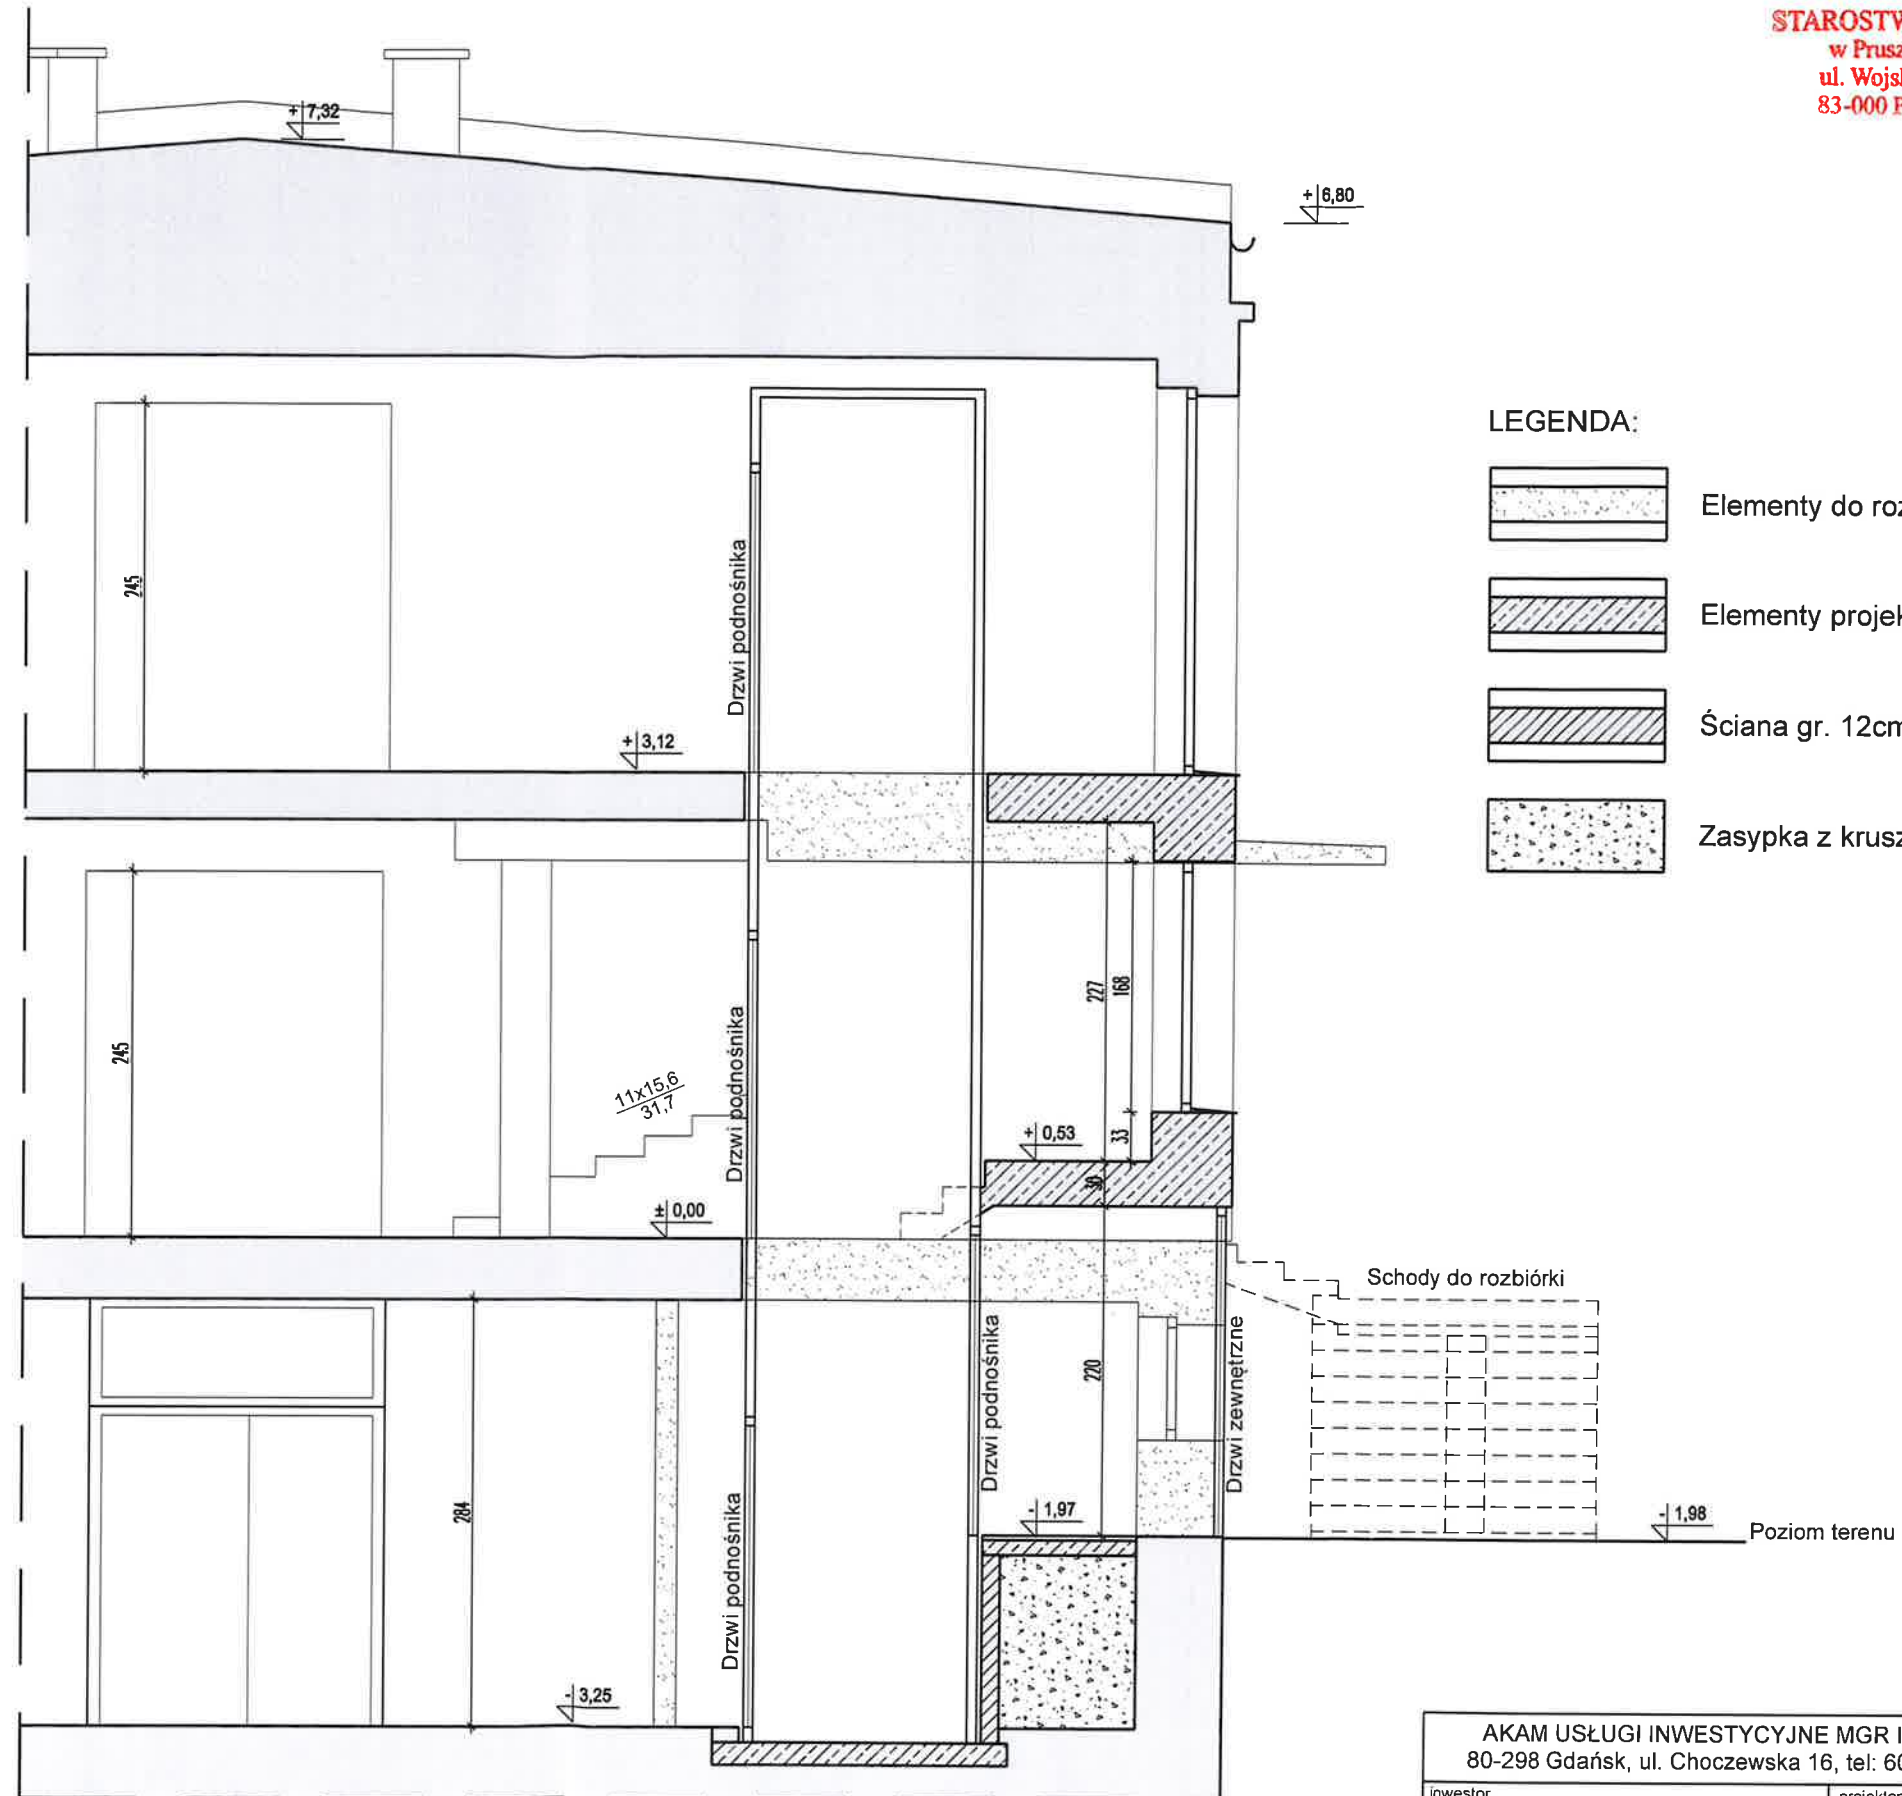 STAROSTW
w Prusz
ul. Wojsk
83-000 P
+ 7,32
+ 6,80
LEGENDA:
Elementy do roz
Elementy projek
Ściana gr. 12cm
Zasypka z krusz
245
Drzwi podnośnika
+ 3,12
245
11x15,6
31,7
Drzwi podnośnika
227
168
33
+ 0,53
30
± 0,00
Schody do rozbiórki
284
Drzwi podnośnika
Drzwi podnośnika
220
Drzwi zewnętrzne
- 1,97
- 1,98
Poziom terenu
- 3,25
AKAM USŁUGI INWESTYCYJNE MGR I
80-298 Gdańsk, ul. Choczewska 16, tel: 60
inwestor